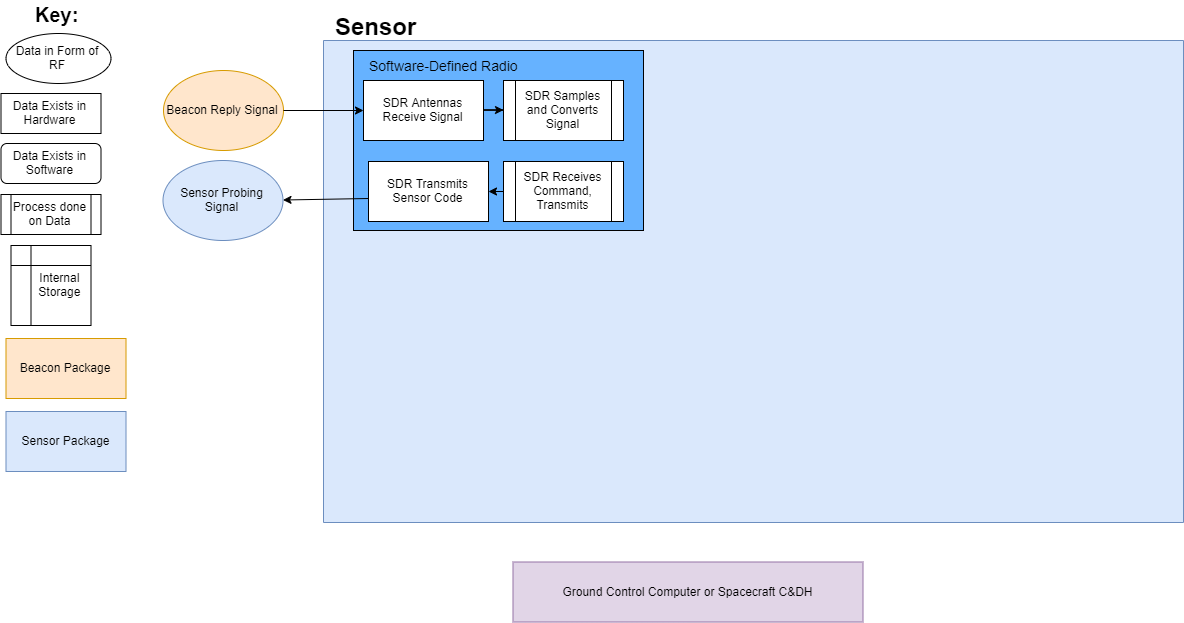 Key:
Data in Form of
RF
Data Exists in
Hardware
Data Exists in
Software
Process done
on Data
Internal
Storage
Beacon Package
Sensor Package
Beacon Reply Signal
Sensor Probing
Signal
Sensor
Software-Defined Radio
SDR Antennas
Receive Signal
SDR Samples
and Converts
Signal
SDR Transmits
Sensor Code
SDR Receives
Command,
Transmits
Ground Control Computer or Spacecraft C&DH